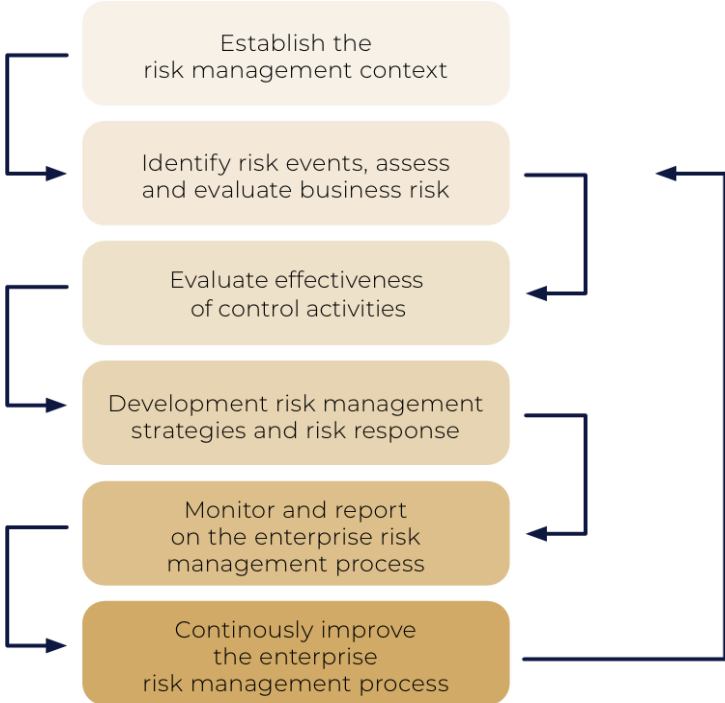 Establish the
risk management context
Identify risk events, assess
and evaluate business risk
Evaluate effectiveness
of control activities
Development risk management
strategies and risk response
Monitor and report
on the enterprise risk
management process
Continously improve
the enterprise
risk management process